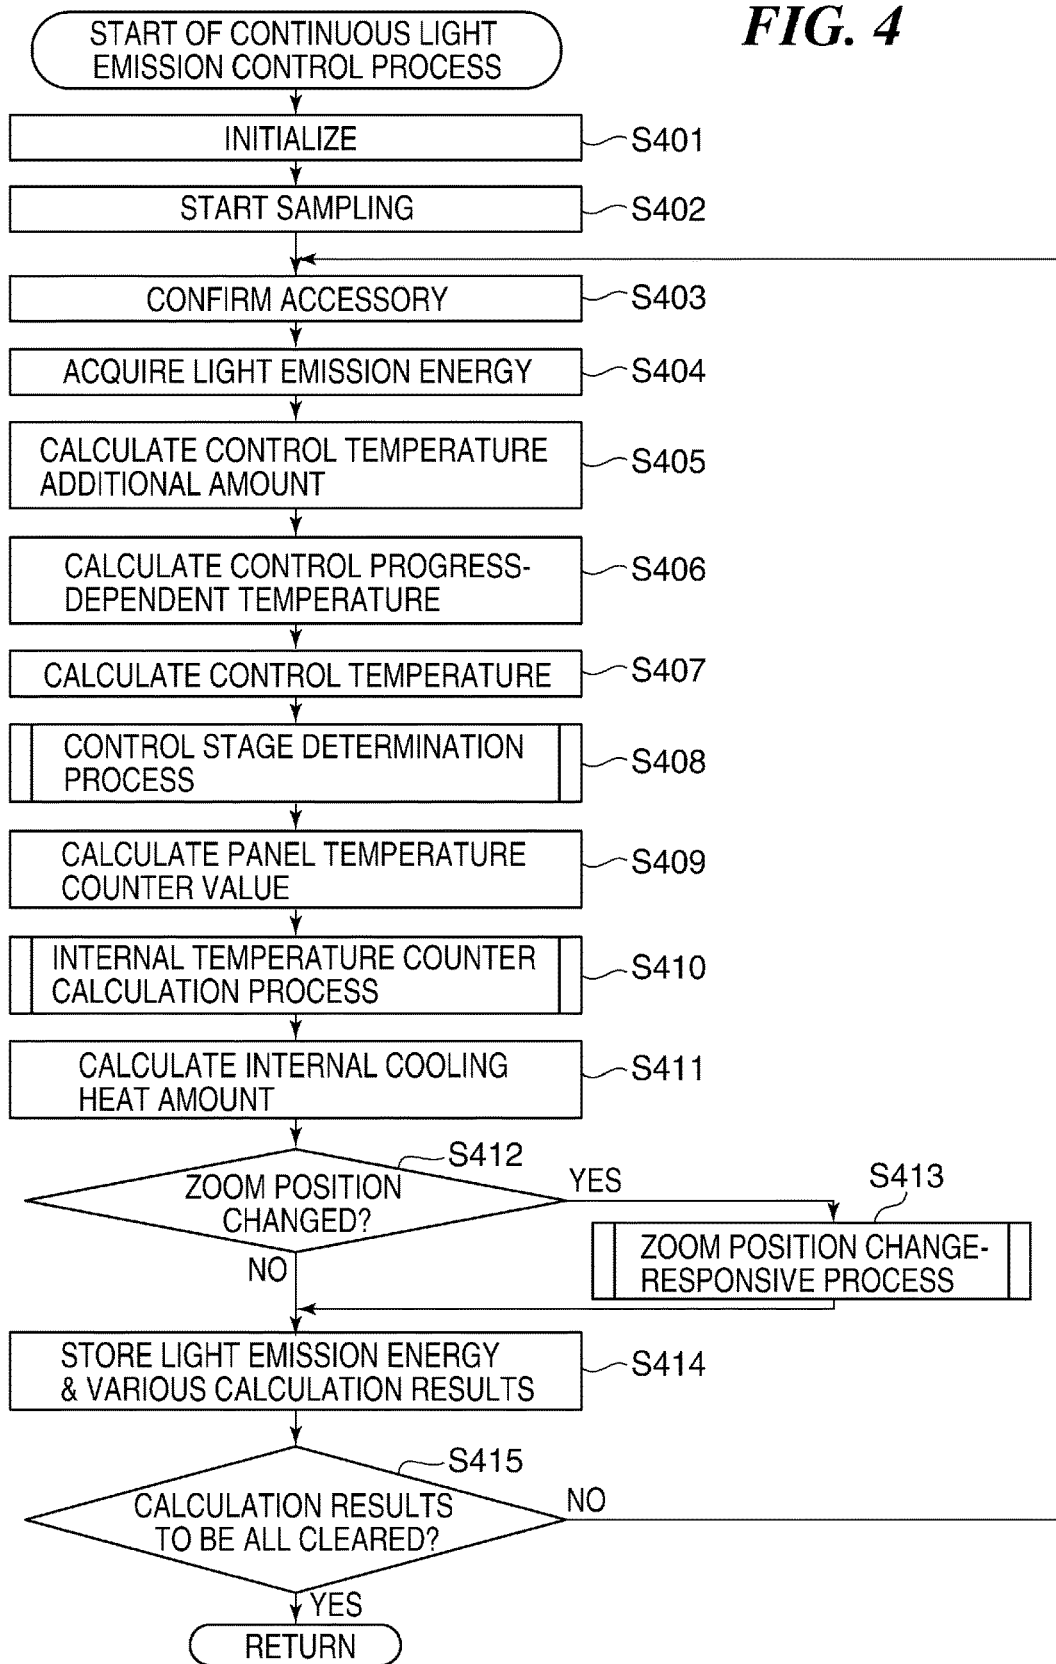 FIG. 4
START OF CONTINUOUS LIGHT
EMISSION CONTROL PROCESS
INITIALIZE
S401
START SAMPLING
S402
CONFIRM ACCESSORY
S403
ACQUIRE LIGHT EMISSION ENERGY
S404
CALCULATE CONTROL TEMPERATURE
ADDITIONAL AMOUNT
S405
CALCULATE CONTROL PROGRESS-
DEPENDENT TEMPERATURE
S406
CALCULATE CONTROL TEMPERATURE
S407
CONTROL STAGE DETERMINATION
PROCESS
S408
CALCULATE PANEL TEMPERATURE
COUNTER VALUE
S409
INTERNAL TEMPERATURE COUNTER
CALCULATION PROCESS
S410
CALCULATE INTERNAL COOLING
HEAT AMOUNT
S411
S412
ZOOM POSITION
CHANGED?
YES
NO
S413
ZOOM POSITION CHANGE-
RESPONSIVE PROCESS
STORE LIGHT EMISSION ENERGY
& VARIOUS CALCULATION RESULTS
S414
S415
CALCULATION RESULTS
TO BE ALL CLEARED?
NO
YES
RETURN